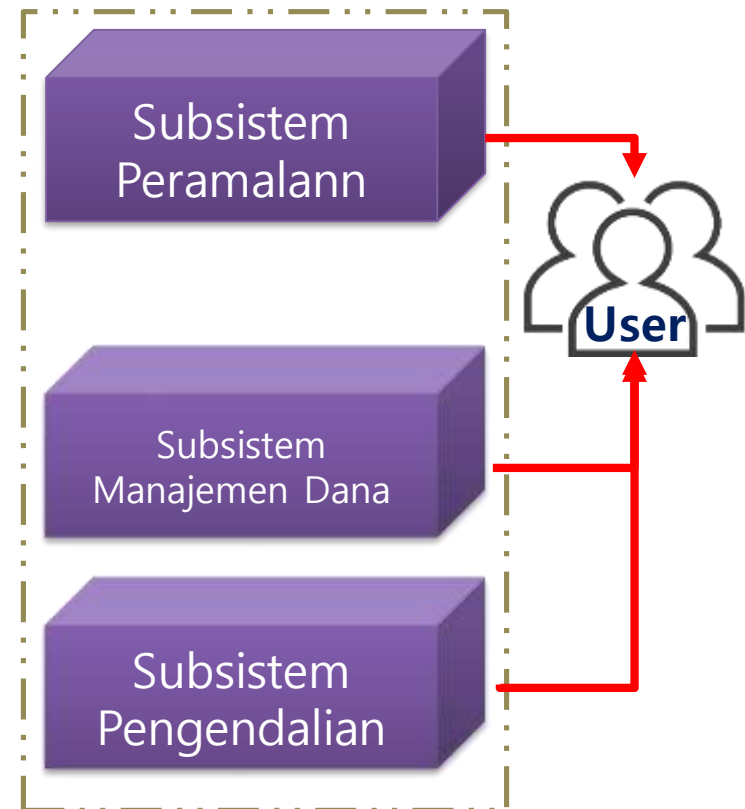 Subsistem
Peramalann
User
Subsistem
Manajemen Dana
Subsistem
Pengendalian